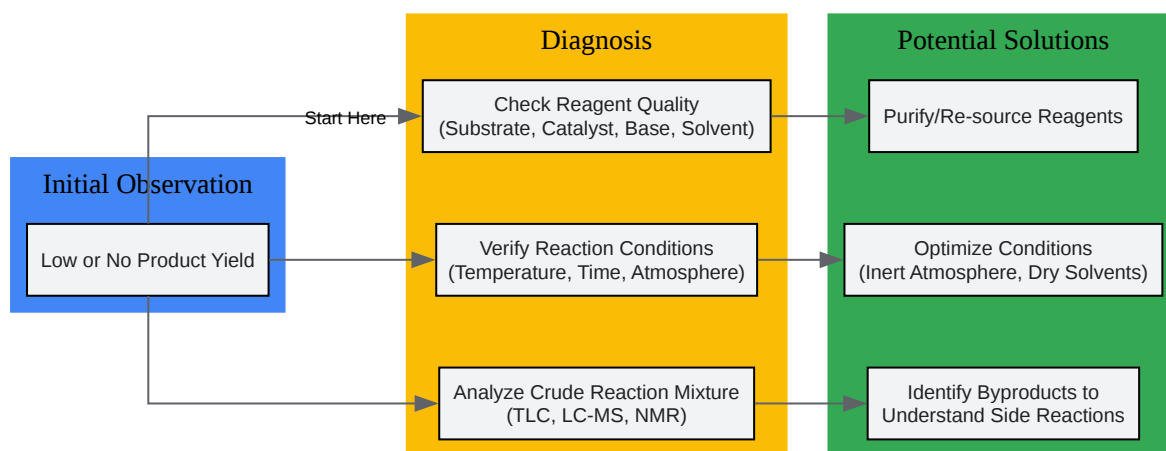 Initial Observation
Low or No Product Yield
Start Here
Diagnosis
Check Reagent Quality
(Substrate, Catalyst, Base, Solvent)
Verify Reaction Conditions
(Temperature, Time, Atmosphere)
Analyze Crude Reaction Mixture
(TLC, LC-MS, NMR)
Potential Solutions
Purify/Re-source Reagents
Optimize Conditions
(Inert Atmosphere, Dry Solvents)
Identify Byproducts to
Understand Side Reactions